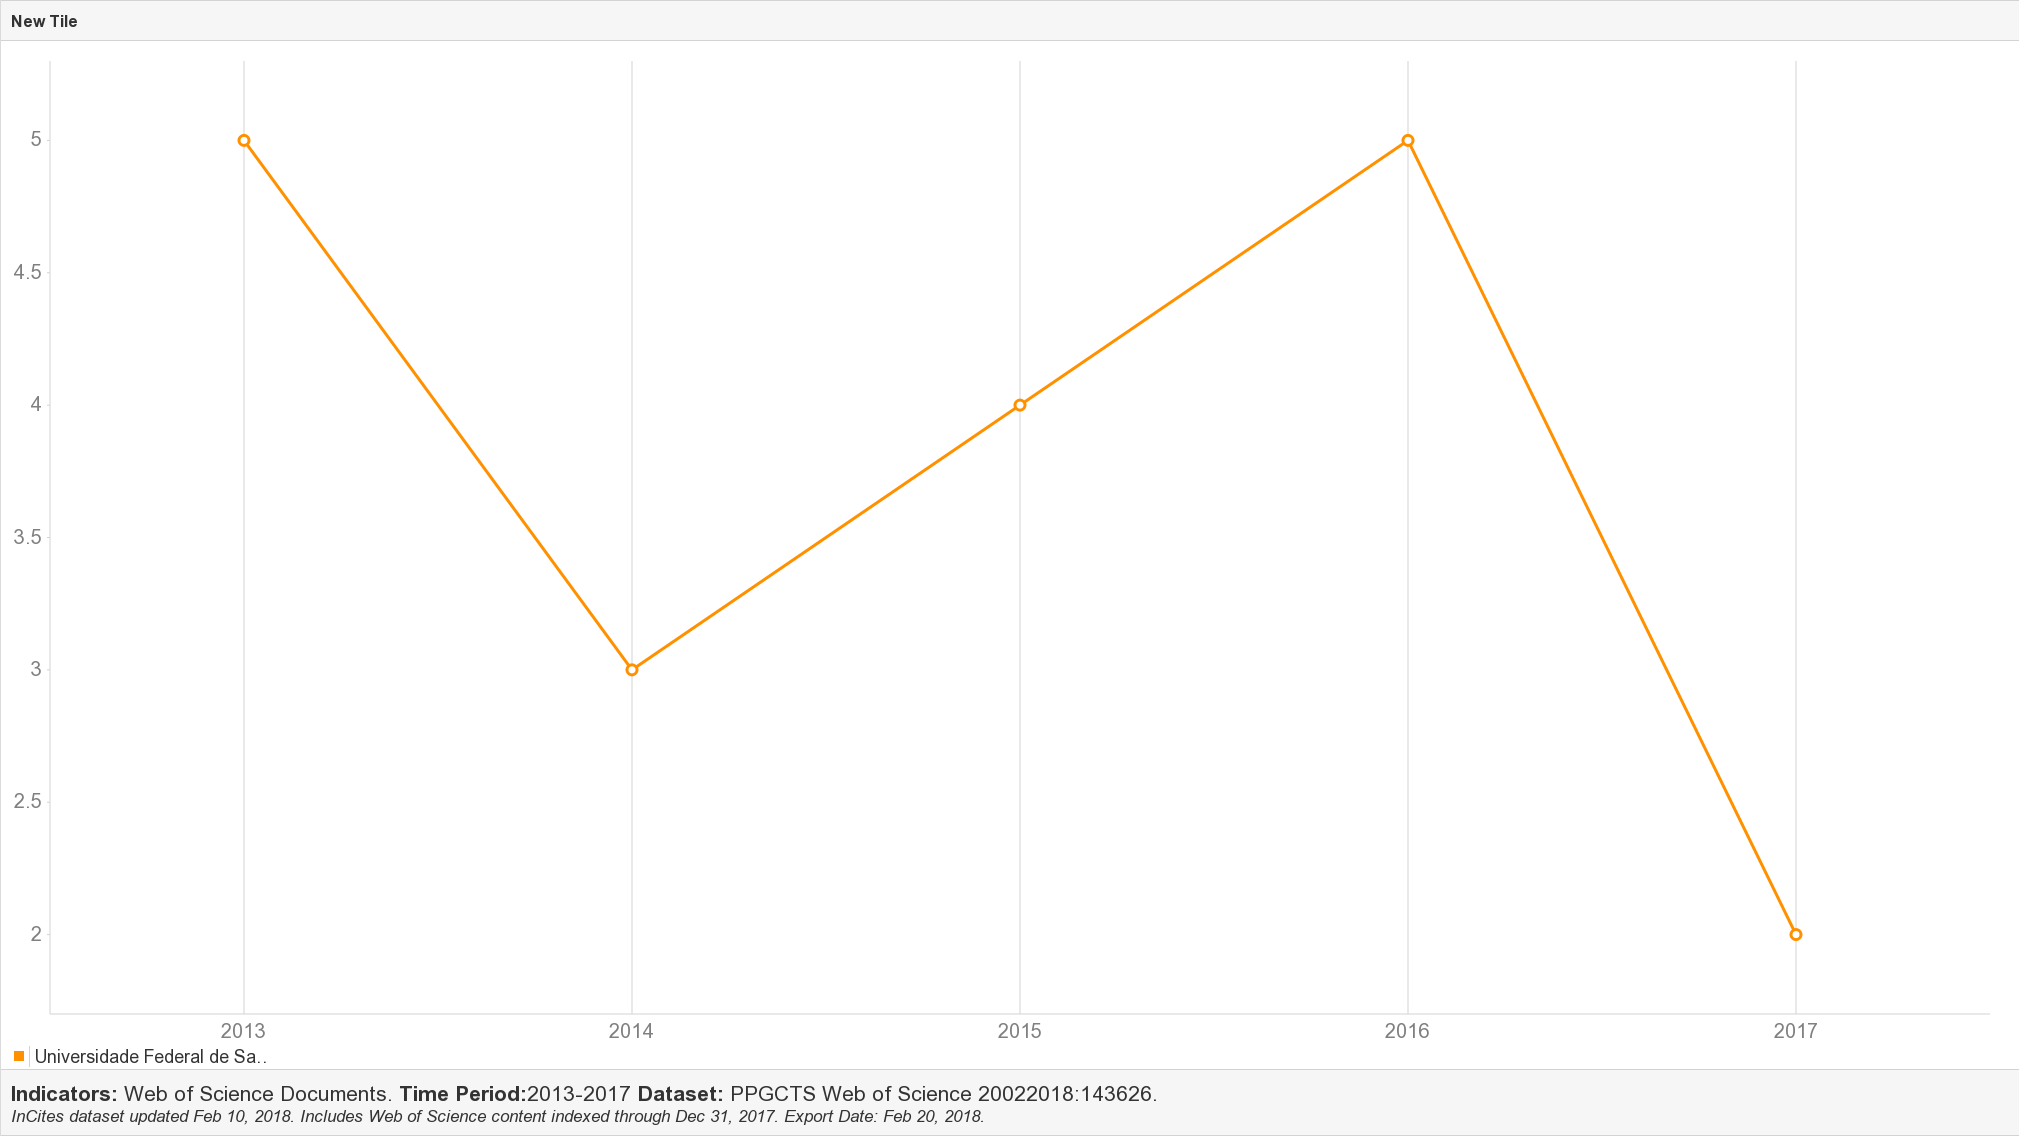 New Tile
5
4.5
4
3.5
3
2.5
2
2013 2014 2015 2016 2017
Universidade Federal de Sa..
Indicators: Web of Science Documents. Time Period:2013-2017 Dataset: PPGCTS Web of Science 20022018:143626.
InCites dataset updated Feb 10, 2018. Includes Web of Science content indexed through Dec 31, 2017. Export Date: Feb 20, 2018.